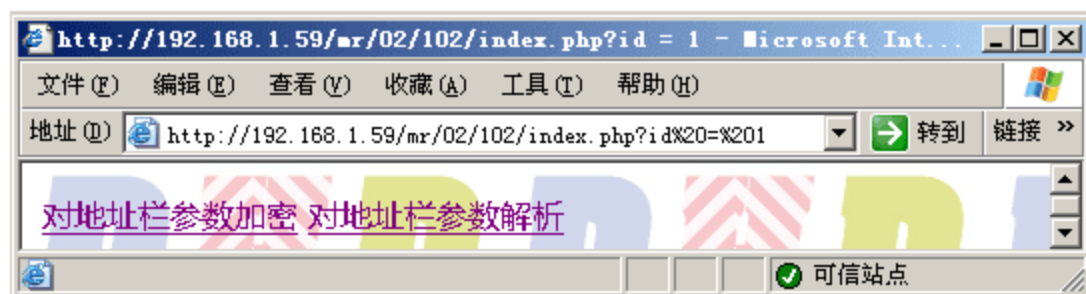 http://192.168.1.59/mr/02/102/index.php?id = 1 - Microsoft Int...
文件(F) 编辑(E) 查看(V) 收藏(A) 工具(T) 帮助(H)
地址(D) http://192.168.1.59/mr/02/102/index.php?id%20=%201 转到 链接 »
对地址栏参数加密 对地址栏参数解析
可信站点